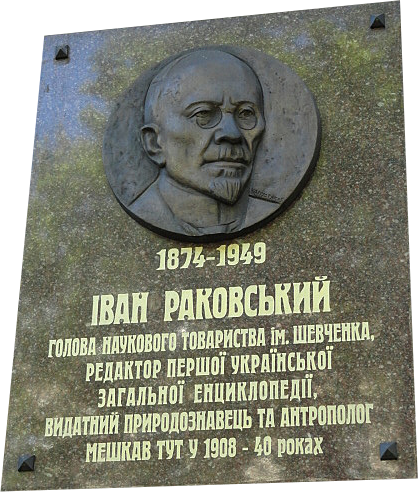 1874-1949
ІВАН РАКОВСЬКИЙ
ГОЛОВА НАУКОВОГО ТОВАРИСТВА ім. ШЕВЧЕНКА,
РЕДАКТОР ПЕРШОЇ УКРАЇНСЬКОЇ
ЗАГАЛЬНОЇ ЕНЦИКЛОПЕДІЇ,
ВИДАТНИЙ ПРИРОДОЗНАВЕЦЬ ТА АНТРОПОЛОГ
МЕШКАВ ТУТ У 1908 - 40 роках